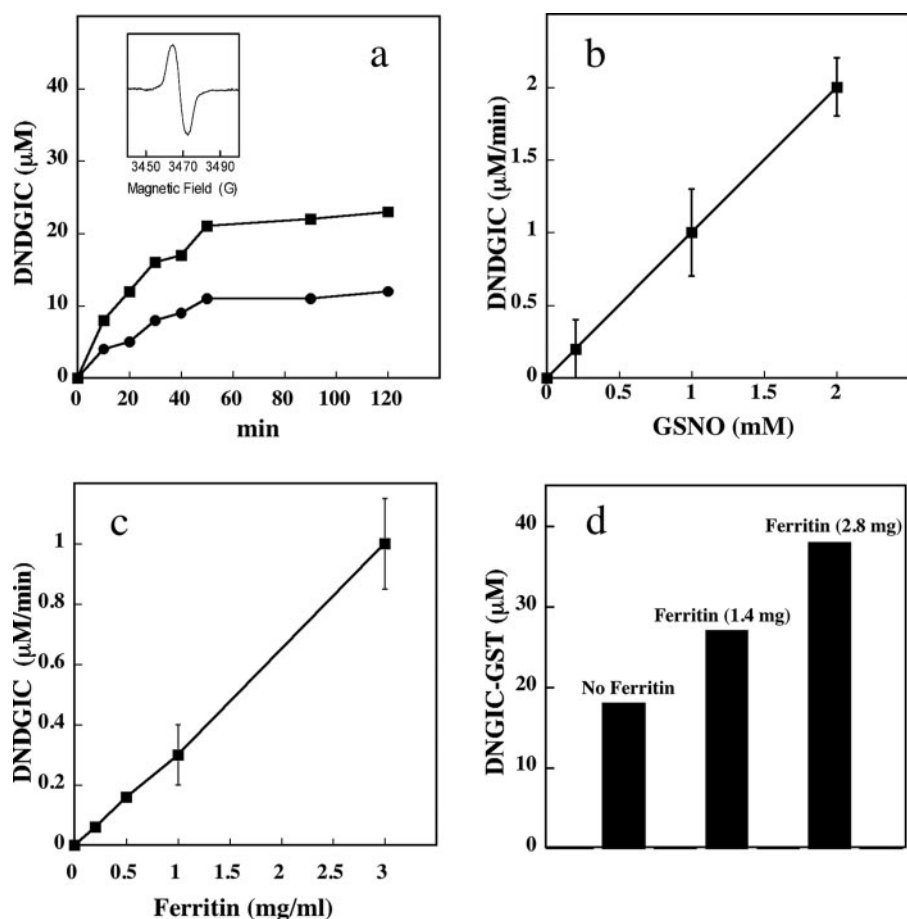 a
DNDGIC (μM)
40
30
20
10
0
3450 3470 3490
Magnetic Field (G)
0 20 40 60 80 100 120
min
b
DNDGIC (μM/min)
2
1.5
1
0.5
0
0 0.5 1 1.5 2
GSNO (mM)
c
DNDGIC (μM/min)
1
0.8
0.6
0.4
0.2
0
0 0.5 1 1.5 2 2.5 3
Ferritin (mg/ml)
d
DNGIC-GST (μM)
40
30
20
10
0
No Ferritin
Ferritin (1.4 mg)
Ferritin (2.8 mg)